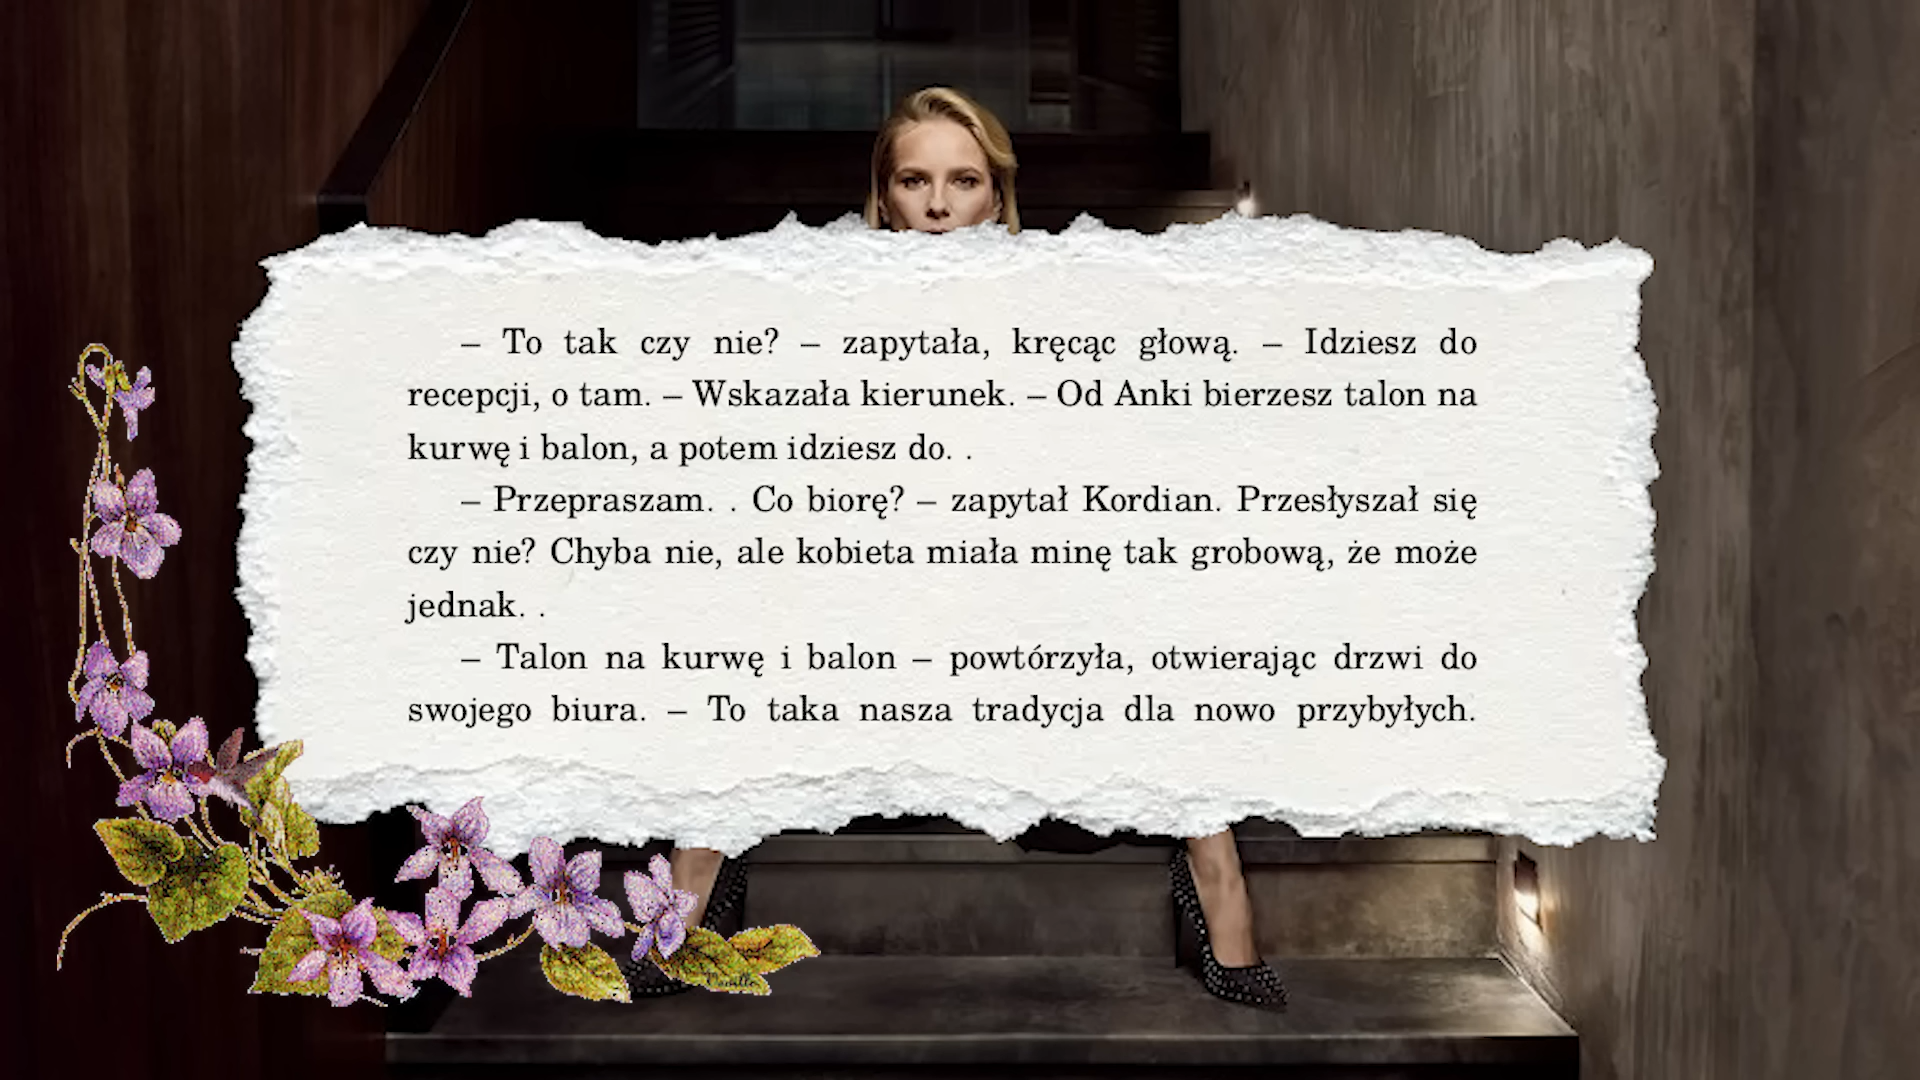 – To tak czy nie? – zapytała, kręcąc głową. – Idziesz do
recepcji, o tam. – Wskazała kierunek. – Od Anki bierzesz talon na
kurwę i balon, a potem idziesz do. .
– Przepraszam. . Co biorę? – zapytał Kordian. Przesłyszał się
czy nie? Chyba nie, ale kobieta miała minę tak grobową, że może
jednak. .
– Talon na kurwę i balon – powtórzyła, otwierając drzwi do
swojego biura. – To taka nasza tradycja dla nowo przybyłych.